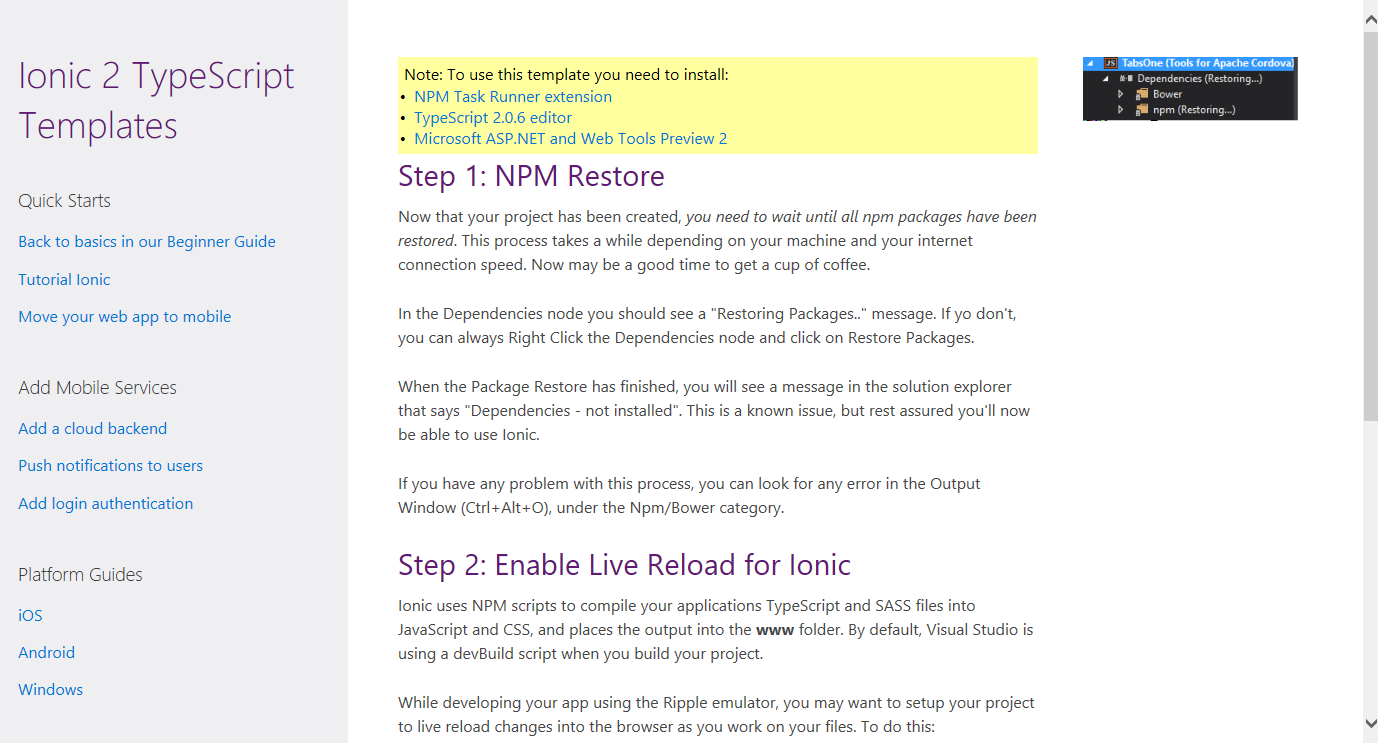 Ionic 2 TypeScript
Templates
Quick Starts
Back to basics in our Beginner Guide
Tutorial Ionic
Move your web app to mobile
Add Mobile Services
Add a cloud backend
Push notifications to users
Add login authentication
Platform Guides
iOS
Android
Windows
Note: To use this template you need to install:
• NPM Task Runner extension
• TypeScript 2.0.6 editor
• Microsoft ASP.NET and Web Tools Preview 2
Step 1: NPM Restore
Now that your project has been created, you need to wait until all npm packages have been
restored. This process takes a while depending on your machine and your internet
connection speed. Now may be a good time to get a cup of coffee.
In the Dependencies node you should see a "Restoring Packages.." message. If yo don't,
you can always Right Click the Dependencies node and click on Restore Packages.
When the Package Restore has finished, you will see a message in the solution explorer
that says "Dependencies - not installed". This is a known issue, but rest assured you'll now
be able to use Ionic.
If you have any problem with this process, you can look for any error in the Output
Window (Ctrl+Alt+O), under the Npm/Bower category.
Step 2: Enable Live Reload for Ionic
Ionic uses NPM scripts to compile your applications TypeScript and SASS files into
JavaScript and CSS, and places the output into the www folder. By default, Visual Studio is
using a devBuild script when you build your project.
While developing your app using the Ripple emulator, you may want to setup your project
to live reload changes into the browser as you work on your files. To do this:
JS TabsOne (Tools for Apache Cordova)
Dependencies (Restoring...)
Bower
npm (Restoring...)